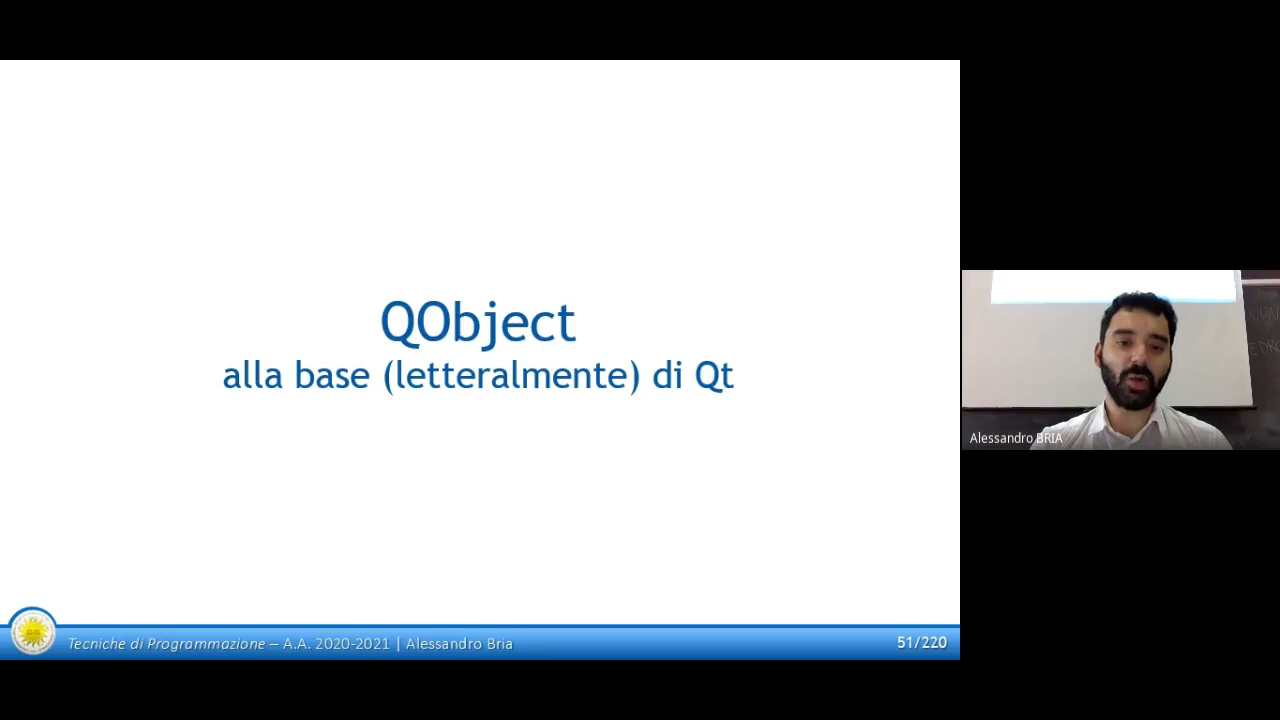 QObject
alla base (letteralmente) di Qt
Tecniche di Programmazione – A.A. 2020-2021 | Alessandro Bria
51/220
Alessandro BRIA